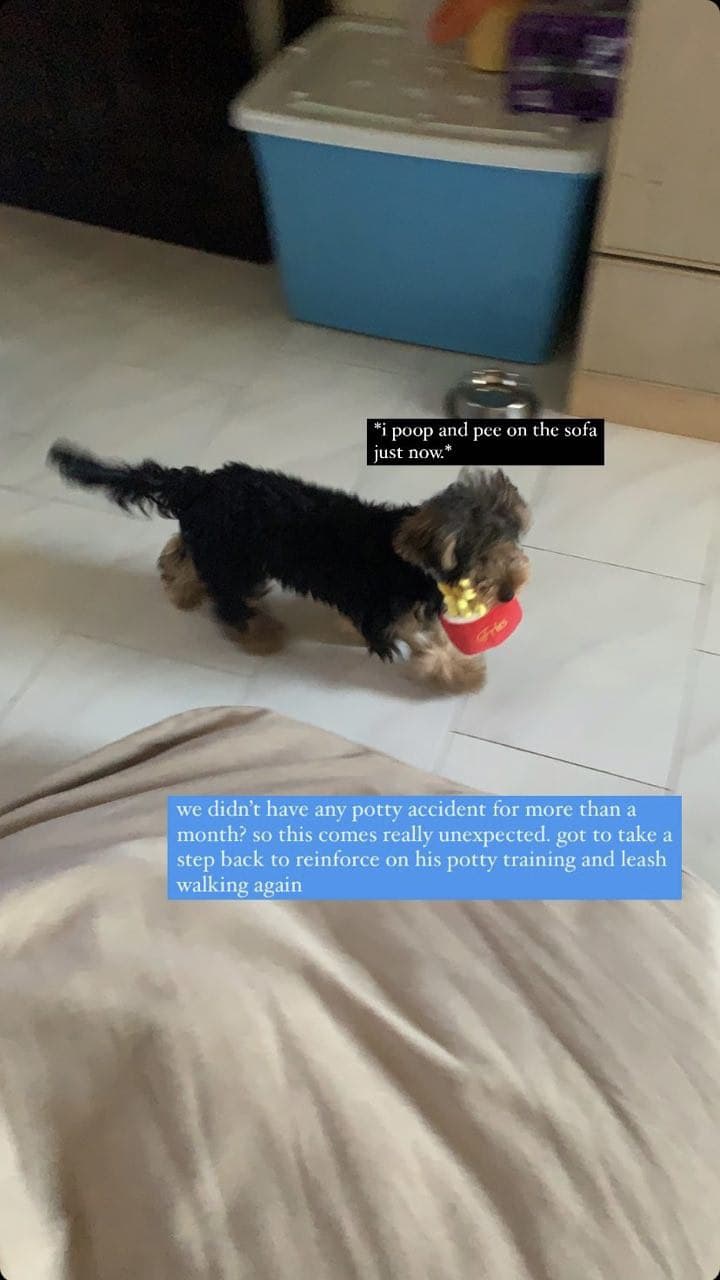 *i poop and pee on the sofa
just now.*
Fries
we didn't have any potty accident for more than a
month? so this comes really unexpected. got to take a
step back to reinforce on his potty training and leash
walking again